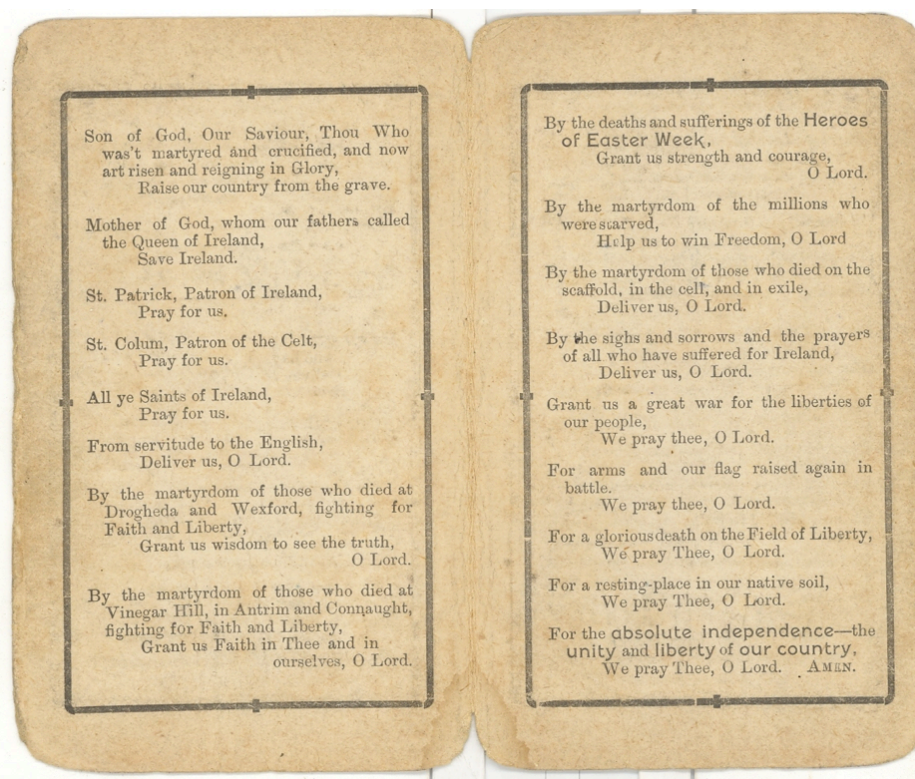 Son of God, Our Saviour, Thou Who
was't martyred and crucified, and now
art risen and reigning in Glory,
Raise our country from the grave.
Mother of God, whom our fathers called
the Queen of Ireland,
Save Ireland.
St. Patrick, Patron of Ireland,
Pray for us.
St. Colum, Patron of the Celt,
Pray for us.
All ye Saints of Ireland,
Pray for us.
From servitude to the English,
Deliver us, O Lord.
By the martyrdom of those who died at
Drogheda and Wexford, fighting for
Faith and Liberty,
Grant us wisdom to see the truth,
O Lord.
By the martyrdom of those who died at
Vinegar Hill, in Antrim and Connaught,
fighting for Faith and Liberty,
Grant us Faith in Thee and in
ourselves, O Lord.
By the deaths and sufferings of the Heroes
of Easter Week,
Grant us strength and courage,
O Lord.
By the martyrdom of the millions who
were starved,
Help us to win Freedom, O Lord
By the martyrdom of those who died on the
scaffold, in the cell, and in exile,
Deliver us, O Lord.
By the sighs and sorrows and the prayers
of all who have suffered for Ireland,
Deliver us, O Lord.
Grant us a great war for the liberties of
our people,
We pray thee, O Lord.
For arms and our flag raised again in
battle.
We pray thee, O Lord.
For a glorious death on the Field of Liberty,
We pray Thee, O Lord.
For a resting-place in our native soil,
We pray Thee, O Lord.
For the absolute independence—the
unity and liberty of our country,
We pray Thee, O Lord. AMEN.